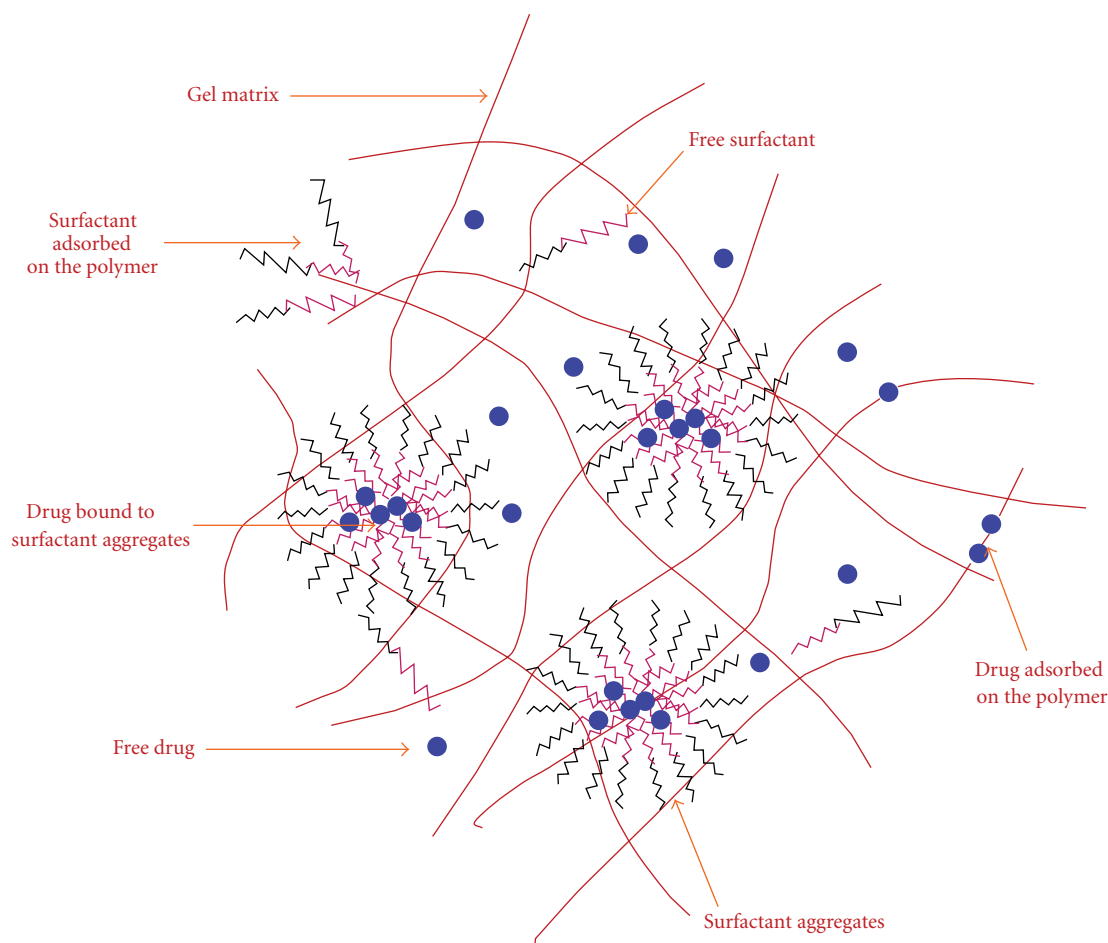 Gel matrix
Free surfactant
Surfactant
adsorbed
on the polymer
Drug bound to
surfactant aggregates
Drug adsorbed
on the polymer
Free drug
Surfactant aggregates